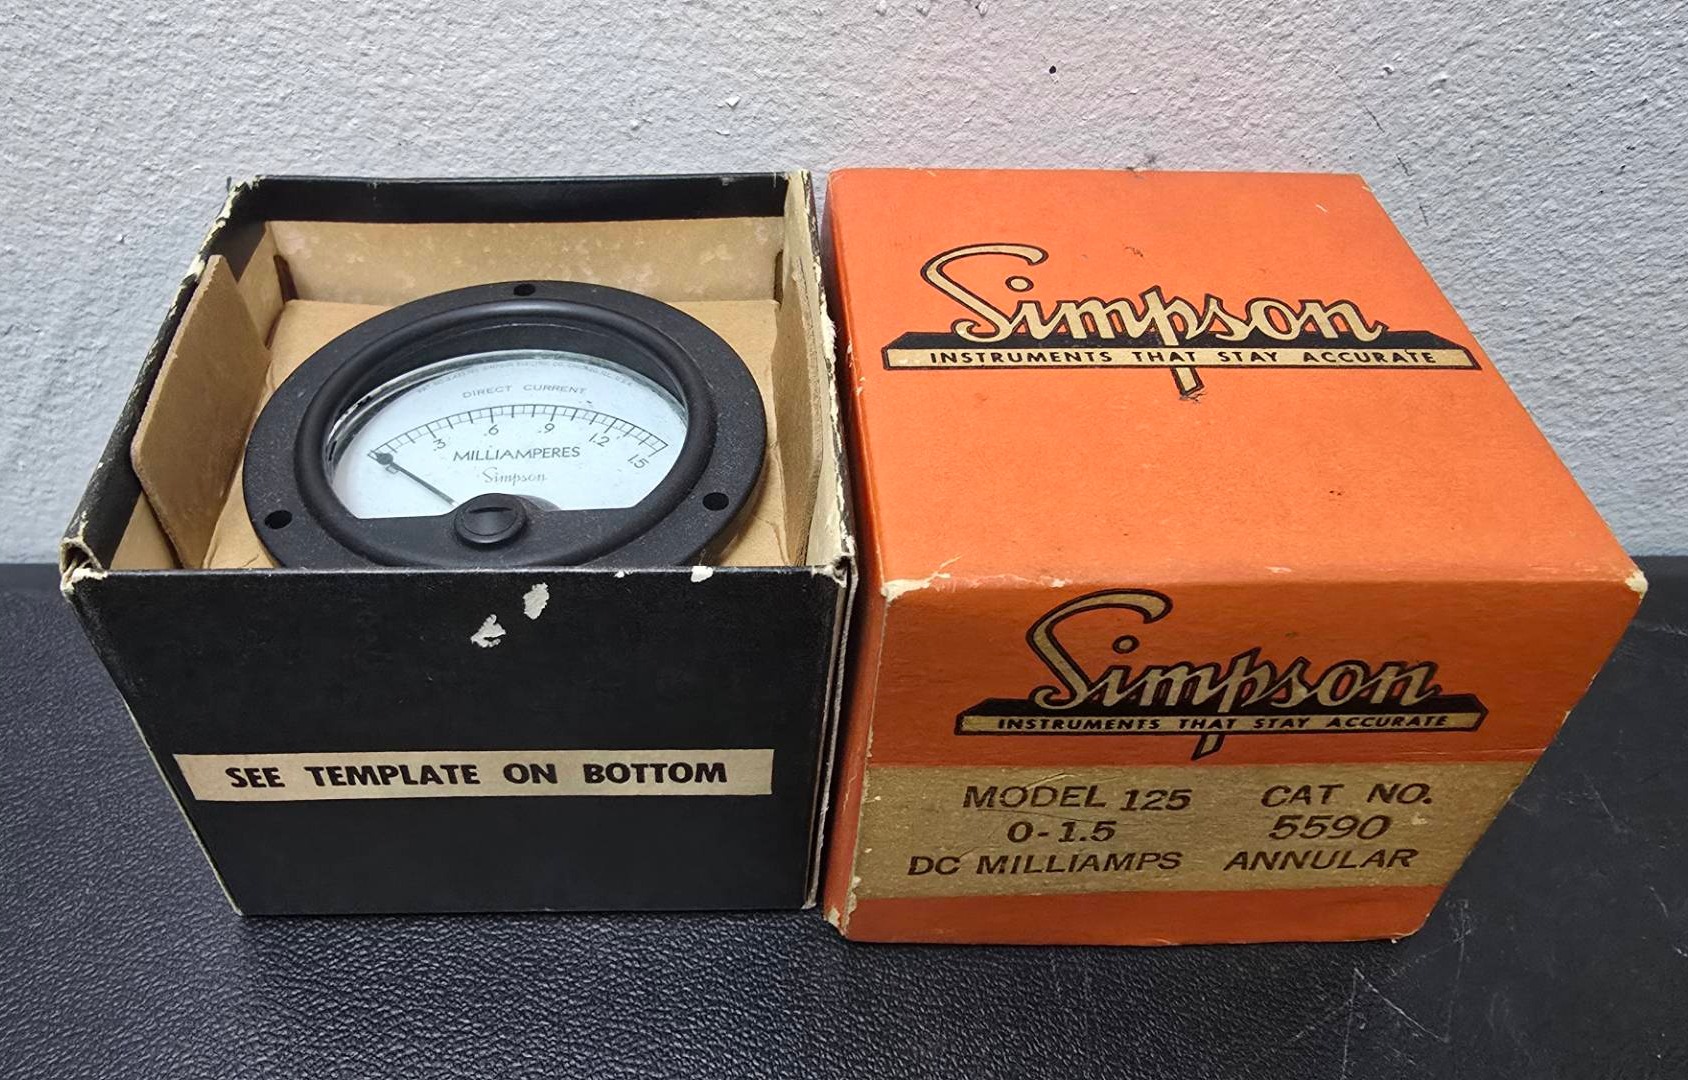 DIRECT CURRENT
.3 .6 .9 1.2 1.5
MILLIAMPERES
Simpson
SEE TEMPLATE ON BOTTOM
Simpson
INSTRUMENTS THAT STAY ACCURATE
Simpson
INSTRUMENTS THAT STAY ACCURATE
MODEL 125 CAT NO.
0-1.5 5590
DC MILLIAMPS ANNULAR